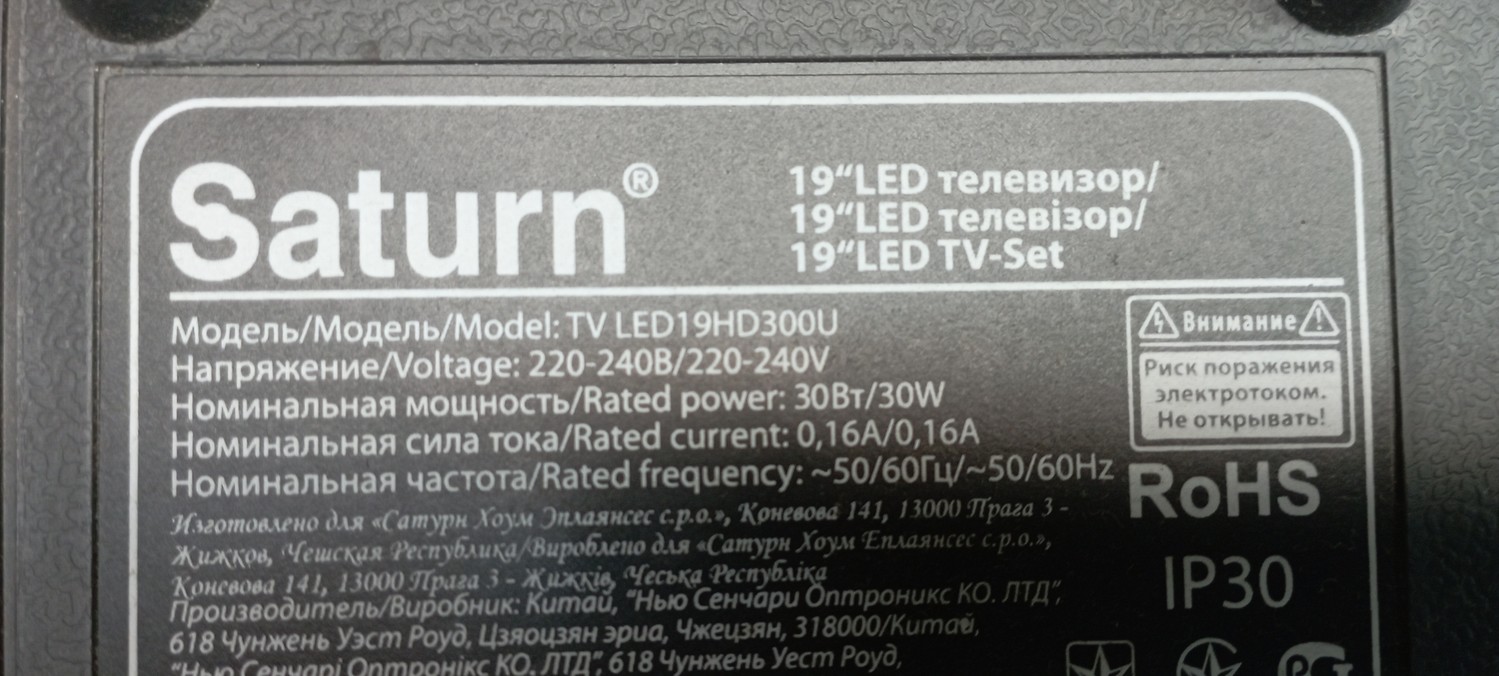 Saturn®
19“LED телевизор/
19“LED телевізор/
19“LED TV-Set
Модель/Модель/Model: TV LED19HD300U
Напряжение/Voltage: 220-240В/220-240V
Номинальная мощность/Rated power: 30Вт/30W
Номинальная сила тока/Rated current: 0,16А/0,16А
Номинальная частота/Rated frequency: ~50/60Гц/~50/60Hz
Внимание
Риск поражения
электротоком.
Не открывать!
RoHS
IP30
Изготовлено для «Сатурн Хоум Эплаянсес с.р.о.», Коневова 141, 13000 Прага 3 -
Жижков, Чешская Республика/Вироблено для «Сатурн Хоум Еплаянсес с.р.о.»,
Коневова 141, 13000 Прага 3 - Жижків, Чеська Республіка
Производитель/Виробник: Китай, “Нью Сенчари Оптроникс КО. ЛТД”,
618 Чунжень Уэст Роуд, Цзяоцзян эриа, Чжецзян, 318000/Китай,
“Нью Сенчарі Оптронікс КО. ЛТД”, 618 Чунжень Уест Роуд,